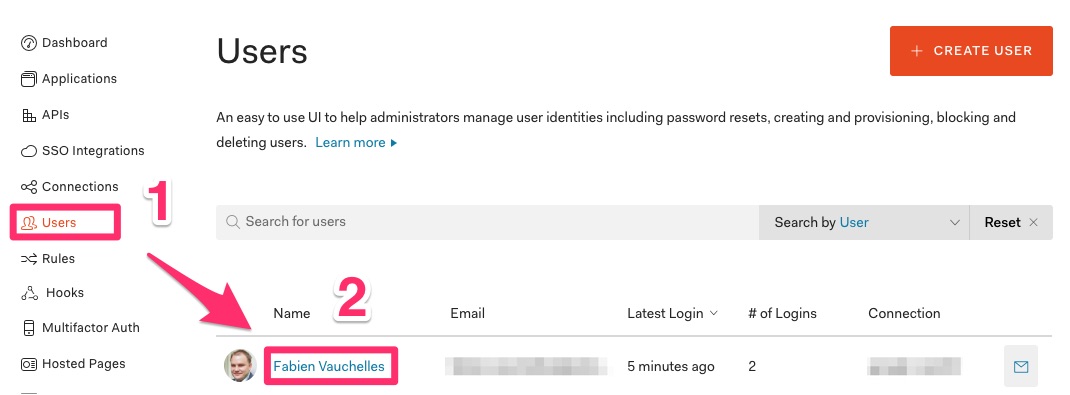 Dashboard
Applications
APIs
SSO Integrations
Connections
Users
Rules
Hooks
Multifactor Auth
Hosted Pages
1
Users
+ CREATE USER
An easy to use UI to help administrators manage user identities including password resets, creating and provisioning, blocking and
deleting users. Learn more
Search for users
Search by User
Reset ×
2
Name Email Latest Login # of Logins Connection
Fabien Vauchelles 5 minutes ago 2